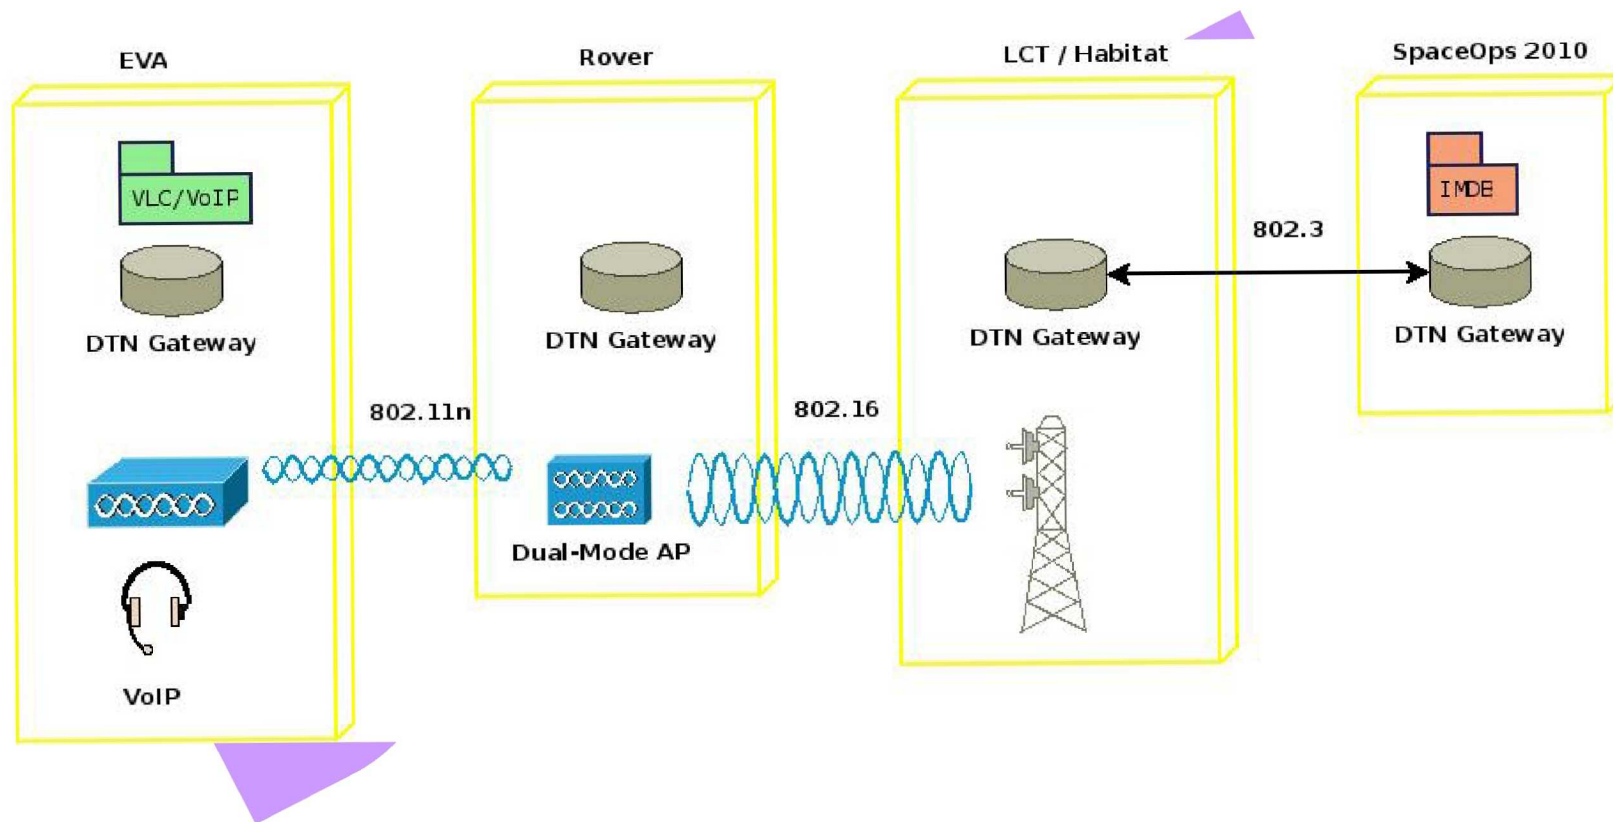 EVA
Rover
LCT / Habitat
SpaceOps 2010
VLC/VoIP
IMDB
802.3
DTN Gateway
DTN Gateway
DTN Gateway
DTN Gateway
802.11n
802.16
Dual-Mode AP
VoIP